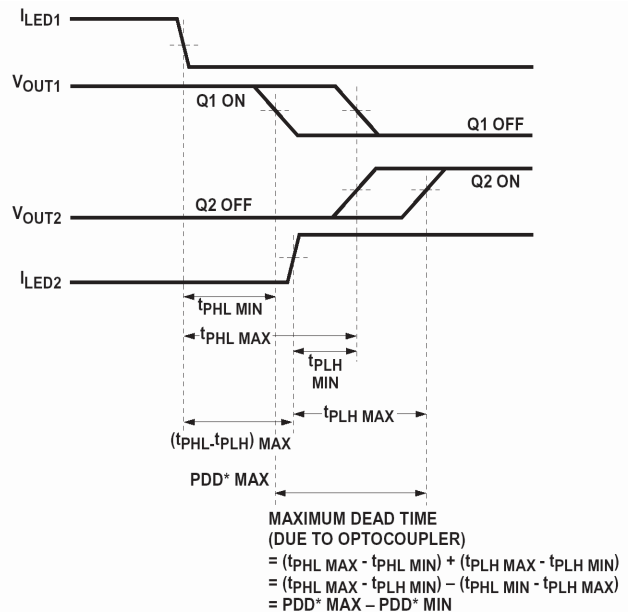 ILED1
VOUT1
Q1 ON
Q1 OFF
Q2 ON
Q2 OFF
VOUT2
ILED2
tPHL MIN
tPHL MAX
tPLH
MIN
tPLH MAX
(tPHL-tPLH) MAX
PDD* MAX
MAXIMUM DEAD TIME
(DUE TO OPTOCOUPLER)
= (tPHL MAX - tPHL MIN) + (tPLH MAX - tPLH MIN)
= (tPHL MAX - tPLH MIN) – (tPHL MIN - tPLH MAX)
= PDD* MAX – PDD* MIN